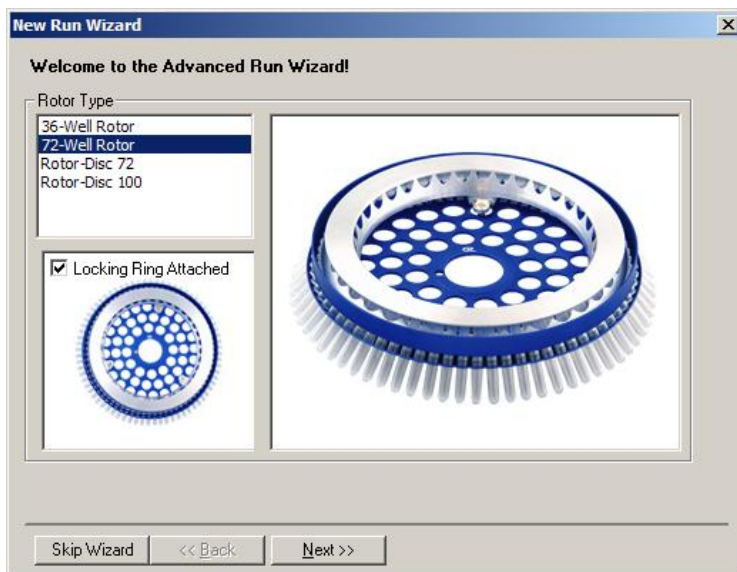 New Run Wizard
Welcome to the Advanced Run Wizard!
Rotor Type
36-Well Rotor
72-Well Rotor
Rotor-Disc 72
Rotor-Disc 100
Locking Ring Attached
Skip Wizard
<< Back
Next >>